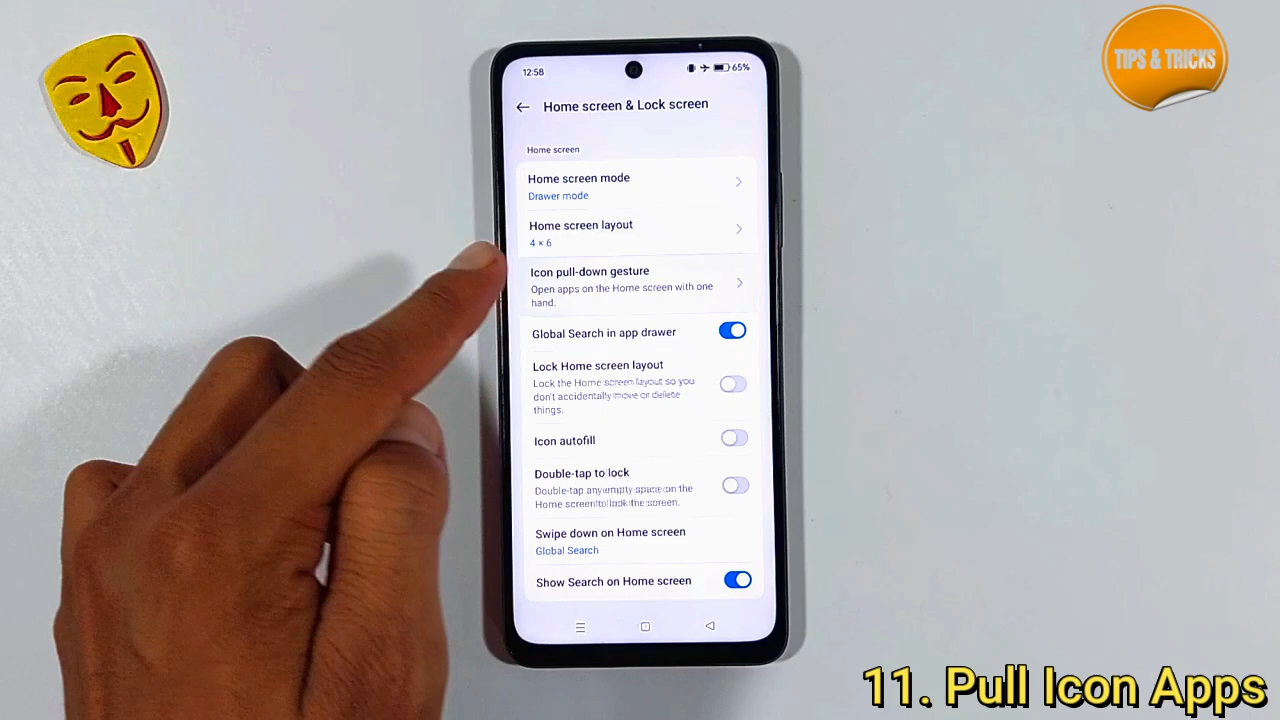 TIPS & TRICKS
12:58
65%
Home screen & Lock screen
Home screen
Home screen mode
Drawer mode
Home screen layout
4 × 6
Icon pull-down gesture
Open apps on the Home screen with one
hand.
Global Search in app drawer
Lock Home screen layout
Lock the Home screen layout so you
don't accidentally move or delete
things.
Icon autofill
Double-tap to lock
Double-tap any empty space on the
Home screen to lock the screen.
Swipe down on Home screen
Global Search
Show Search on Home screen
11. Pull Icon Apps